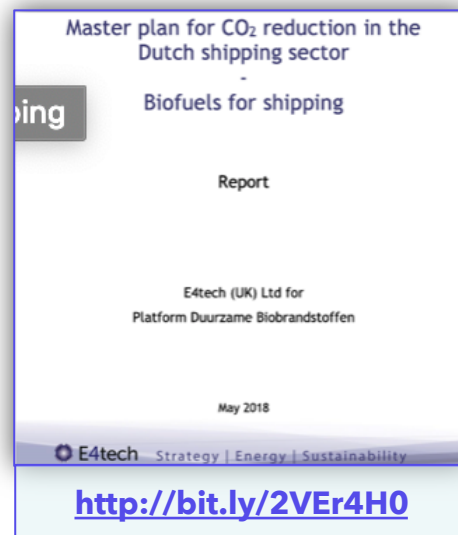 Master plan for CO₂ reduction in the
Dutch shipping sector
-
Biofuels for shipping
ping
Report
E4tech (UK) Ltd for
Platform Duurzame Biobrandstoffen
May 2018
E4tech Strategy | Energy | Sustainability
http://bit.ly/2VEr4H0